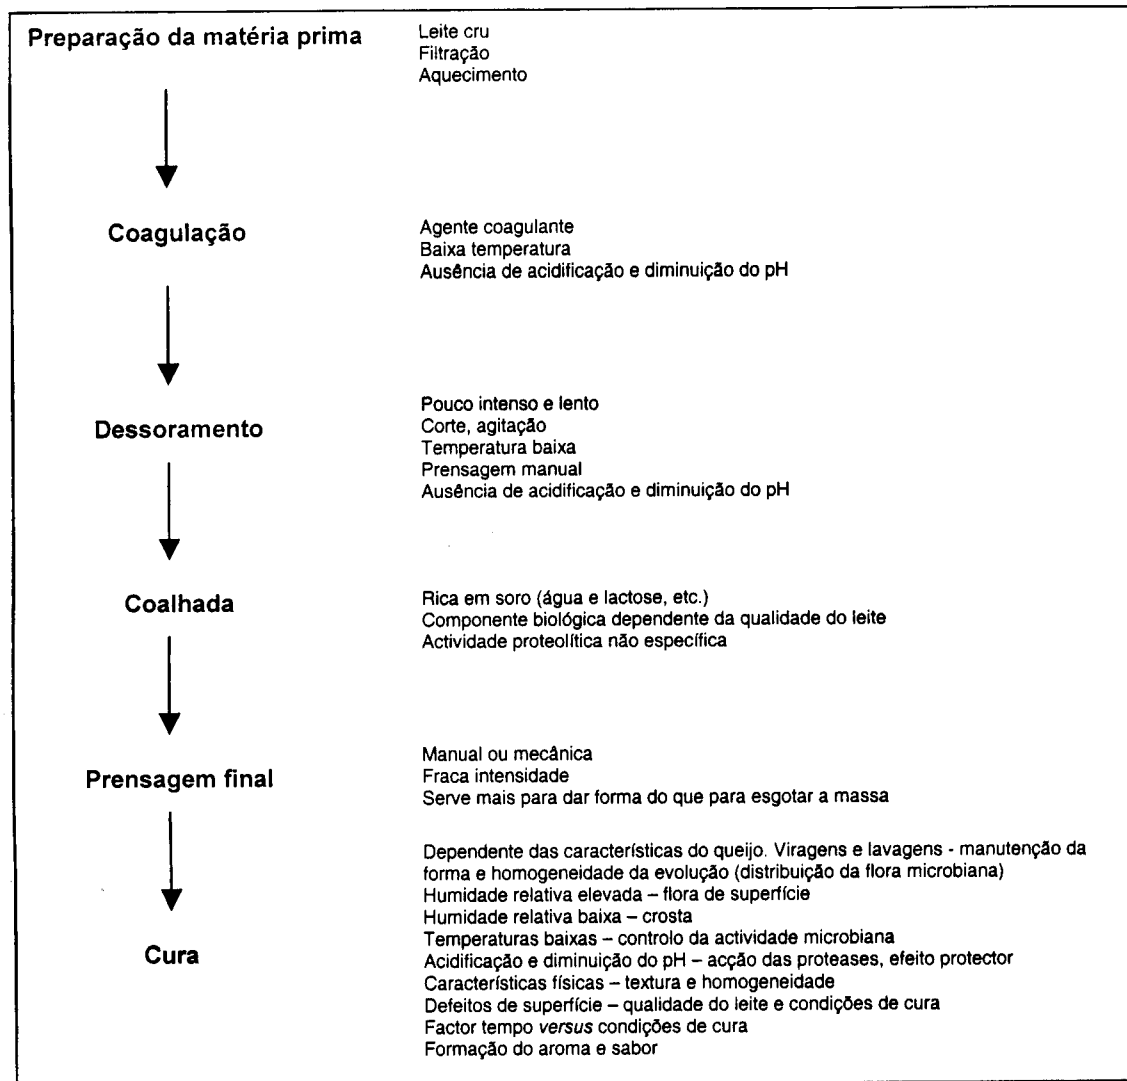 Preparação da matéria prima
Leite cru
Filtração
Aquecimento
Coagulação
Agente coagulante
Baixa temperatura
Ausência de acidificação e diminuição do pH
Dessoramento
Pouco intenso e lento
Corte, agitação
Temperatura baixa
Prensagem manual
Ausência de acidificação e diminuição do pH
Coalhada
Rica em soro (água e lactose, etc.)
Componente biológica dependente da qualidade do leite
Actividade proteolítica não específica
Prensagem final
Manual ou mecânica
Fraca intensidade
Serve mais para dar forma do que para esgotar a massa
Cura
Dependente das características do queijo. Viragens e lavagens - manutenção da
forma e homogeneidade da evolução (distribuição da flora microbiana)
Humidade relativa elevada – flora de superfície
Humidade relativa baixa – crosta
Temperaturas baixas – controlo da actividade microbiana
Acidificação e diminuição do pH – acção das proteases, efeito protector
Características físicas – textura e homogeneidade
Defeitos de superfície – qualidade do leite e condições de cura
Factor tempo versus condições de cura
Formação do aroma e sabor